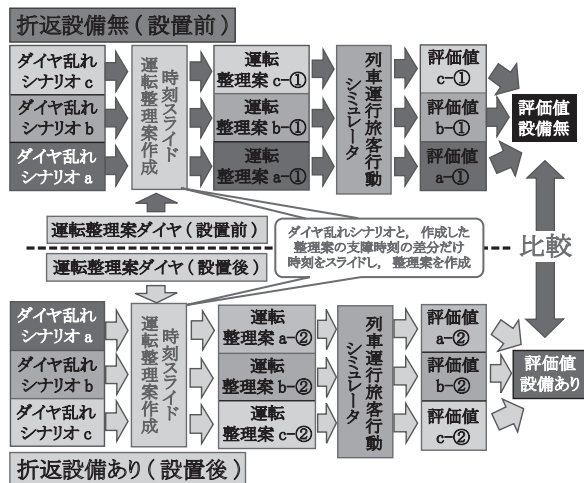 折返設備無（設置前）
ダイヤ乱れ
シナリオ c
ダイヤ乱れ
シナリオ b
ダイヤ乱れ
シナリオ a
時刻スライド
運転整理案作成
運転
整理案 c-①
運転
整理案 b-①
運転
整理案 a-①
列車運行旅客行動
シミュレータ
評価値
c-①
評価値
b-①
評価値
a-①
評価値
設備無
運転整理案ダイヤ（設置前）
運転整理案ダイヤ（設置後）
ダイヤ乱れシナリオと，作成した
整理案の支障時刻の差分だけ
時刻をスライドし，整理案を作成
比較
ダイヤ乱れ
シナリオ a
ダイヤ乱れ
シナリオ b
ダイヤ乱れ
シナリオ c
時刻スライド
運転整理案作成
運転
整理案 a-②
運転
整理案 b-②
運転
整理案 c-②
列車運行旅客行動
シミュレータ
評価値
a-②
評価値
b-②
評価値
c-②
評価値
設備あり
折返設備あり（設置後）